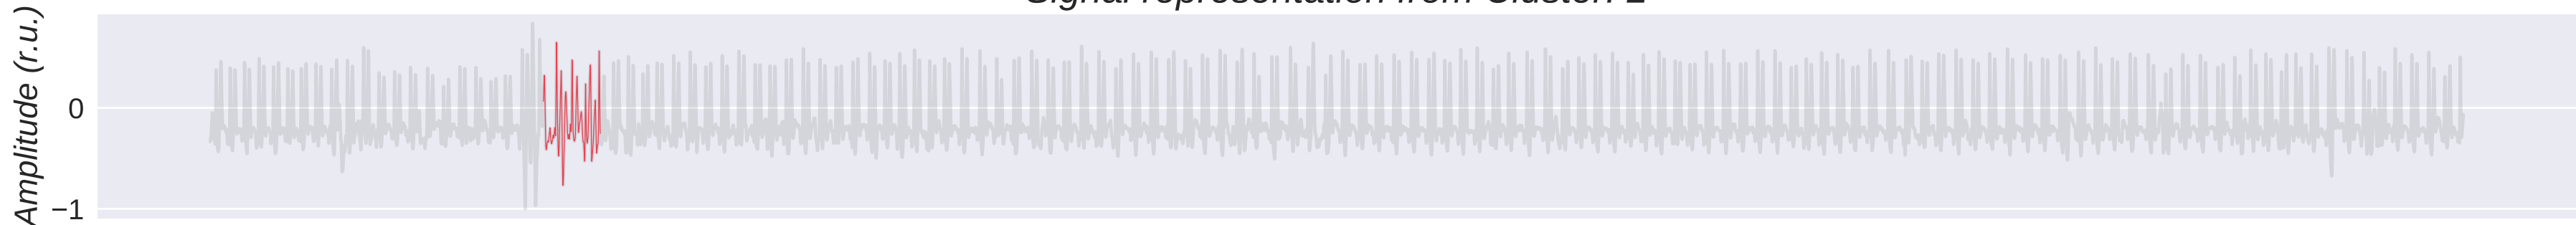 Signal representation from Cluster: 2
Amplitude (r.u.)
0
−1